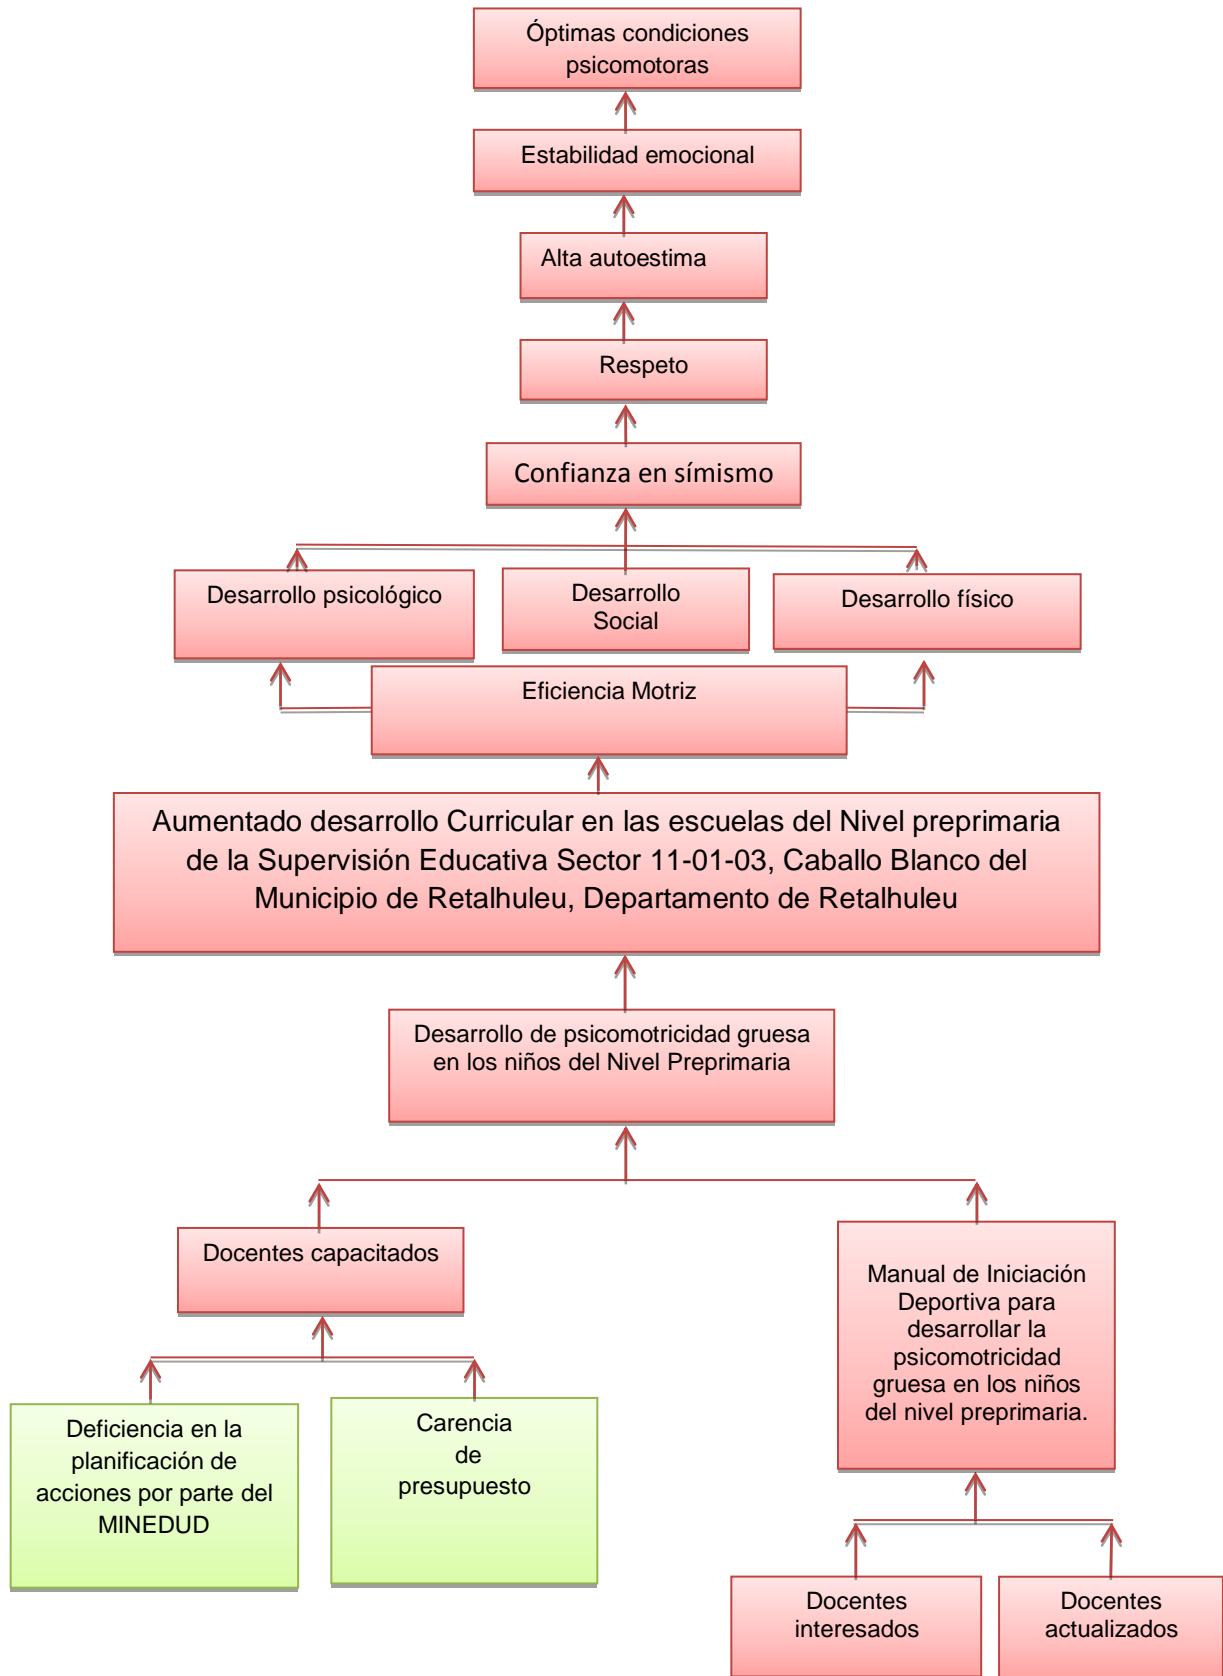 Óptimas condiciones
psicomotoras
Estabilidad emocional
Alta autoestima
Respeto
Confianza en símismo
Desarrollo psicológico
Desarrollo
Social
Desarrollo físico
Eficiencia Motriz
Aumentado desarrollo Curricular en las escuelas del Nivel preprimaria
de la Supervisión Educativa Sector 11-01-03, Caballo Blanco del
Municipio de Retalhuleu, Departamento de Retalhuleu
Desarrollo de psicomotricidad gruesa
en los niños del Nivel Preprimaria
Docentes capacitados
Manual de Iniciación
Deportiva para
desarrollar la
psicomotricidad
gruesa en los niños
del nivel preprimaria.
Deficiencia en la
planificación de
acciones por parte del
MINEDUD
Carencia
de
presupuesto
Docentes
interesados
Docentes
actualizados